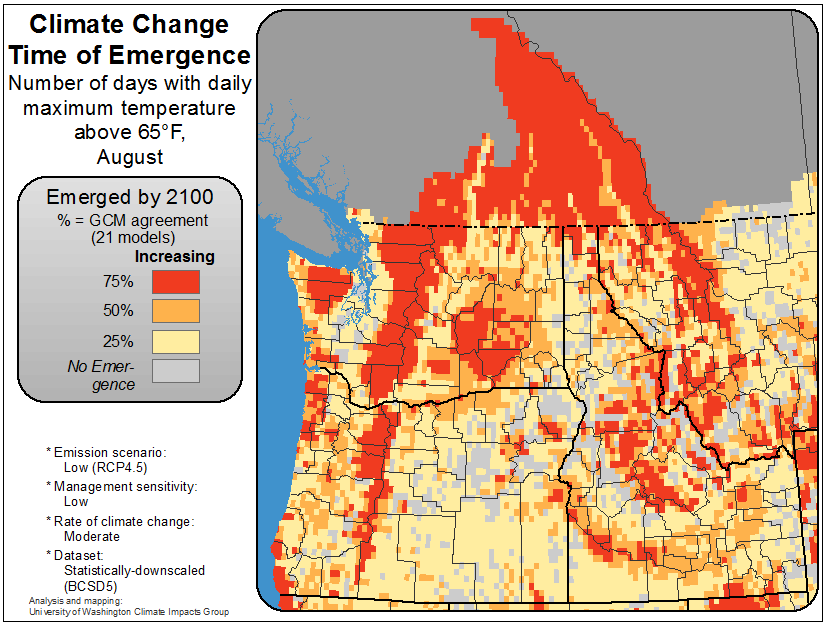 Climate Change
Time of Emergence
Number of days with daily
maximum temperature
above 65°F,
August
Emerged by 2100
% = GCM agreement
(21 models)
Increasing
75%
50%
25%
No Emer-
gence
* Emission scenario:
Low (RCP4.5)
* Management sensitivity:
Low
* Rate of climate change:
Moderate
* Dataset:
Statistically-downscaled
(BCSD5)
Analysis and mapping:
University of Washington Climate Impacts Group